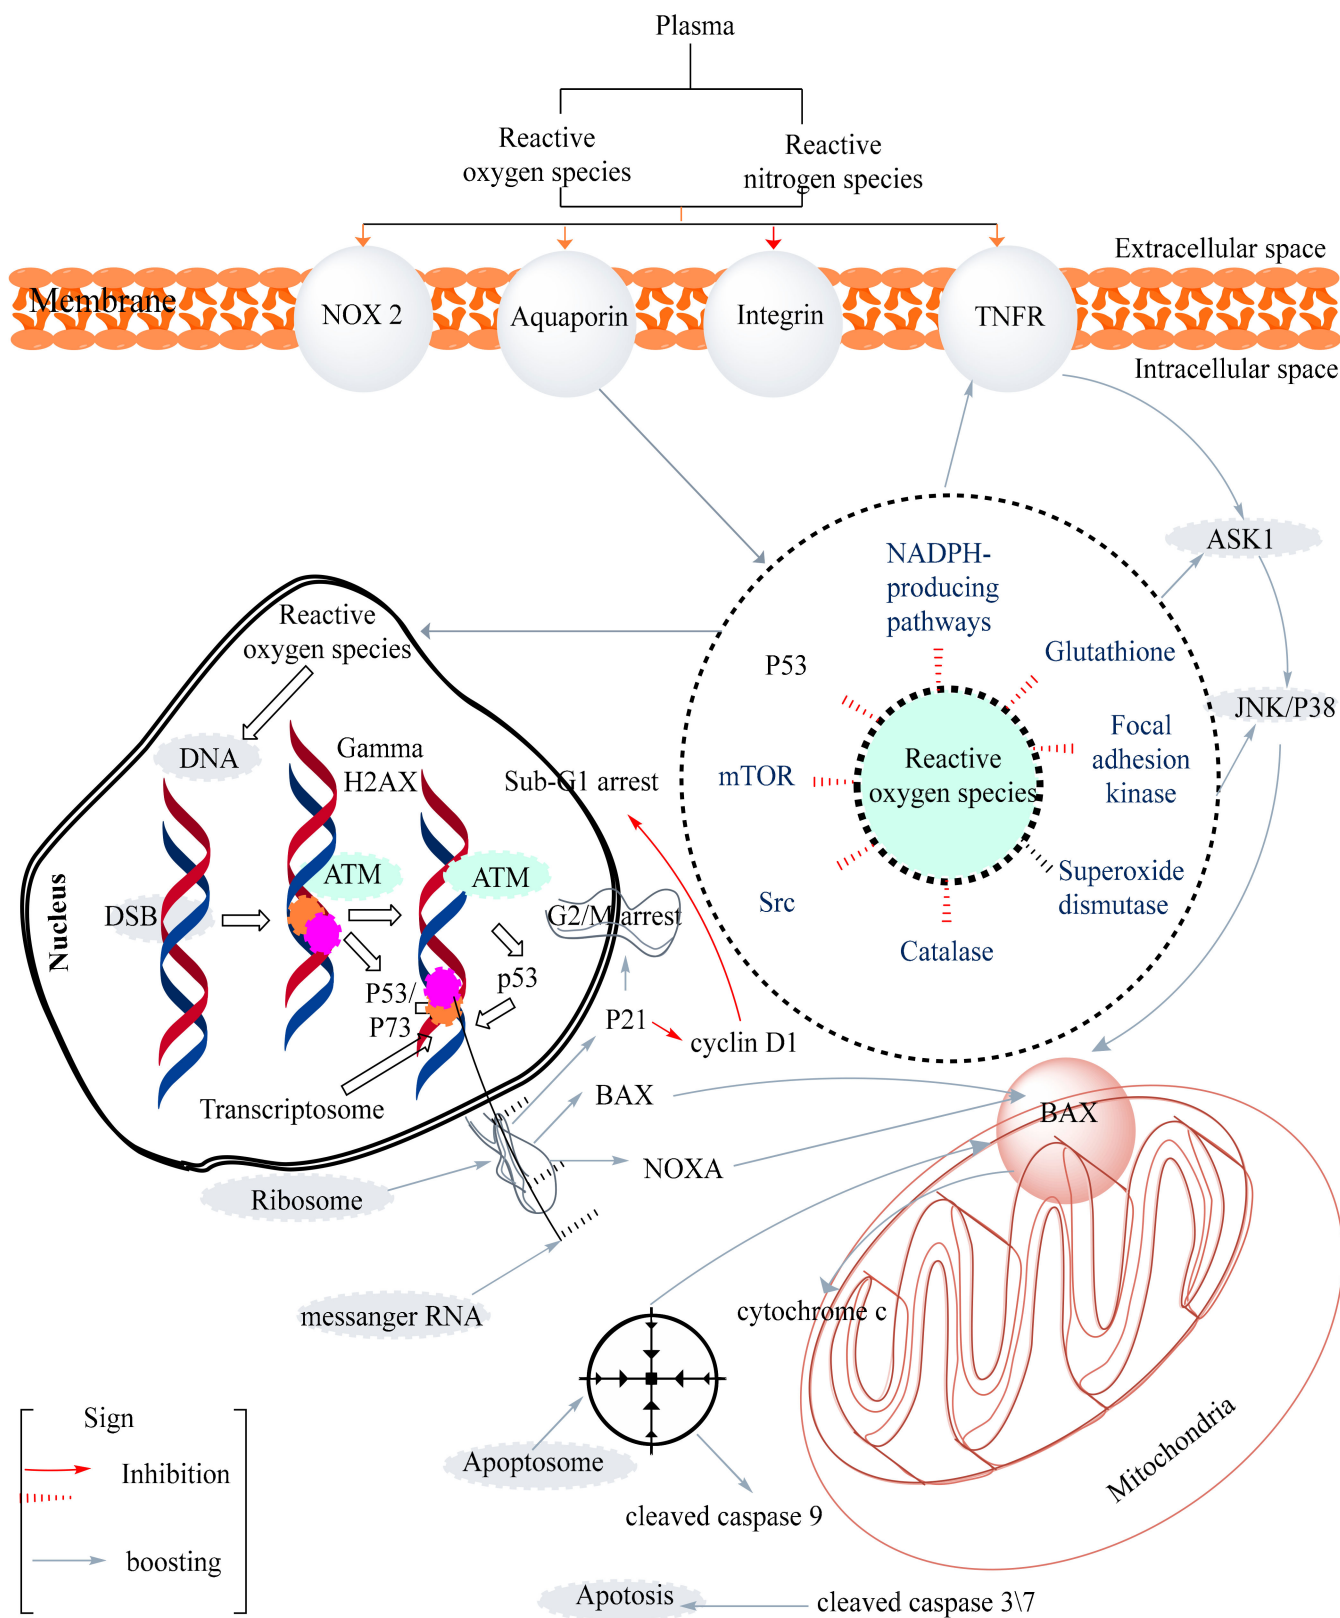 Plasma
Reactive
oxygen species
Reactive
nitrogen species
Extracellular space
Membrane
NOX 2
Aquaporin
Integrin
TNFR
Intracellular space
ASK1
NADPH-
producing
pathways
Reactive
oxygen species
P53
Glutathione
JNK/P38
DNA
Gamma
H2AX
Sub-G1 arrest
mTOR
Reactive
oxygen species
Focal
adhesion
kinase
ATM
ATM
Superoxide
dismutase
Nucleus
DSB
G2/M arrest
Src
Catalase
P53/
P73
p53
P21
cyclin D1
Transcriptosome
BAX
BAX
NOXA
Ribosome
messanger RNA
cytochrome c
Sign
Inhibition
boosting
Apoptosome
cleaved caspase 9
Mitochondria
Apotosis
cleaved caspase 3\7